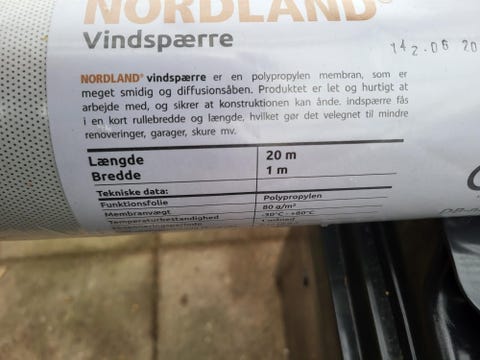 NORDLAND®
Vindspærre
NORDLAND® vindspærre er en polypropylen membran, som er
meget smidig og diffusionsåben. Produktet er let og hurtigt at
arbejde med, og sikrer at konstruktionen kan ånde. indspærre fås
i en kort rullebredde og længde, hvilket gør det velegnet til mindre
renoveringer, garager, skure mv.
Længde 20 m
Bredde 1 m
Tekniske data:
Funktionsfolie Polypropylen
Membranvægt 80 g/m²
Temperaturbestandighed -30°C - +80°C